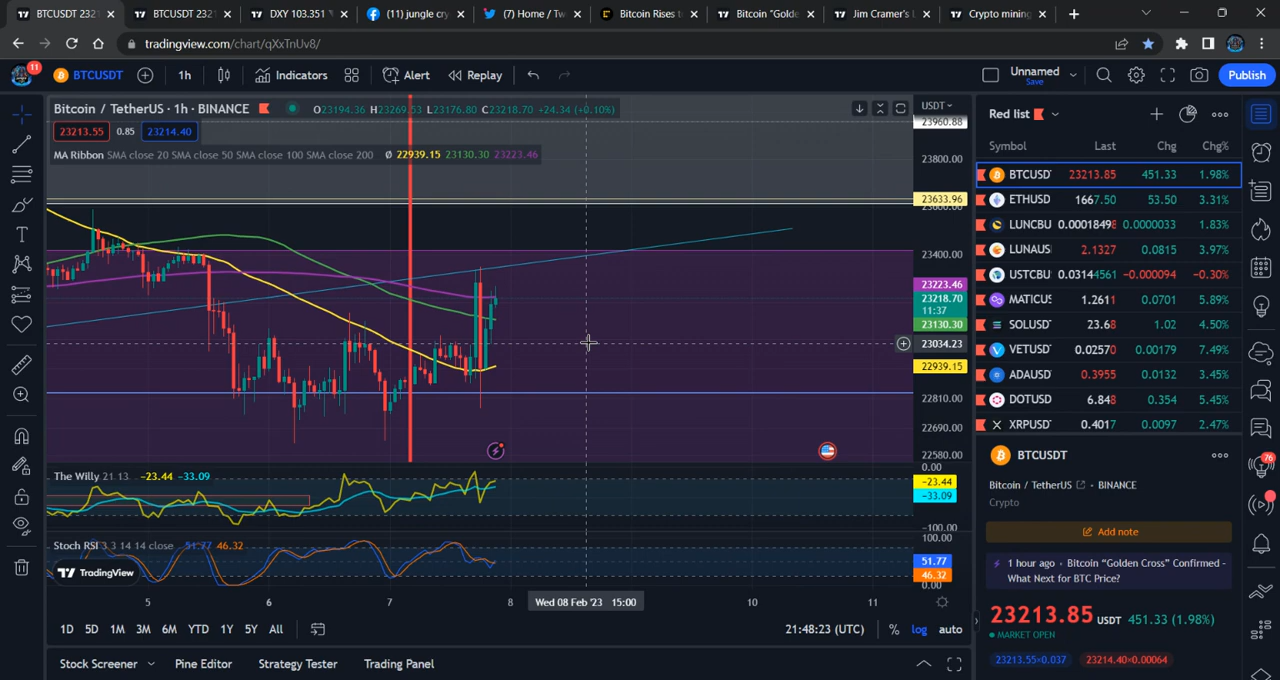 BTCUSDT 232
BTCUSDT 232
DXY 103.351
(11) jungle cry
(7) Home / Tw
Bitcoin Rises t
Bitcoin "Golde
Jim Cramer's I
Crypto mining
tradingview.com/chart/qXxTnUv8/
11
BTCUSDT
1h
Indicators
Alert
Replay
Unnamed
Save
Publish
Bitcoin / TetherUS · 1h · BINANCE
O23194.36 H23269.53 L23176.80 C23218.70 +24.34 (+0.10%)
USDT
23213.55 0.85 23214.40
MA Ribbon SMA close 20 SMA close 50 SMA close 100 SMA close 200 Ø 22939.15 23130.30 23223.46
23960.88
23800.00
23633.96
23600.00
23400.00
23223.46
23218.70
11:37
23130.30
23034.23
22939.15
22810.00
22690.00
22580.00
The Willy 21 13 -23.44 -33.09
0.00
-23.44
-33.09
-100.00
Stoch RSI 3 3 14 14 close 51.77 46.32
100.00
51.77
46.32
0.00
TradingView
5 6 7 8 Wed 08 Feb '23 15:00 10 11
1D 5D 1M 3M 6M YTD 1Y 5Y All
21:48:23 (UTC) % log auto
Stock Screener Pine Editor Strategy Tester Trading Panel
Red list
Symbol Last Chg Chg%
BTCUSD 23213.85 451.33 1.98%
ETHUSD 1667.50 53.50 3.31%
LUNCBU 0.0001849 0.0000033 1.83%
LUNAUS 2.1327 0.0815 3.97%
USTCBU 0.03144561 -0.000094 -0.30%
MATICUS 1.2611 0.0701 5.89%
SOLUSD 23.68 1.02 4.50%
VETUSD 0.02570 0.00179 7.49%
ADAUSD 0.3955 0.0132 3.45%
DOTUSD 6.848 0.354 5.45%
XRPUSD 0.4017 0.0097 2.47%
BTCUSDT
Bitcoin / TetherUS · BINANCE
Crypto
Add note
1 hour ago · Bitcoin "Golden Cross" Confirmed -
What Next for BTC Price?
23213.85 USDT 451.33 (1.98%)
MARKET OPEN
23213.55×0.037 23214.40×0.00064
76